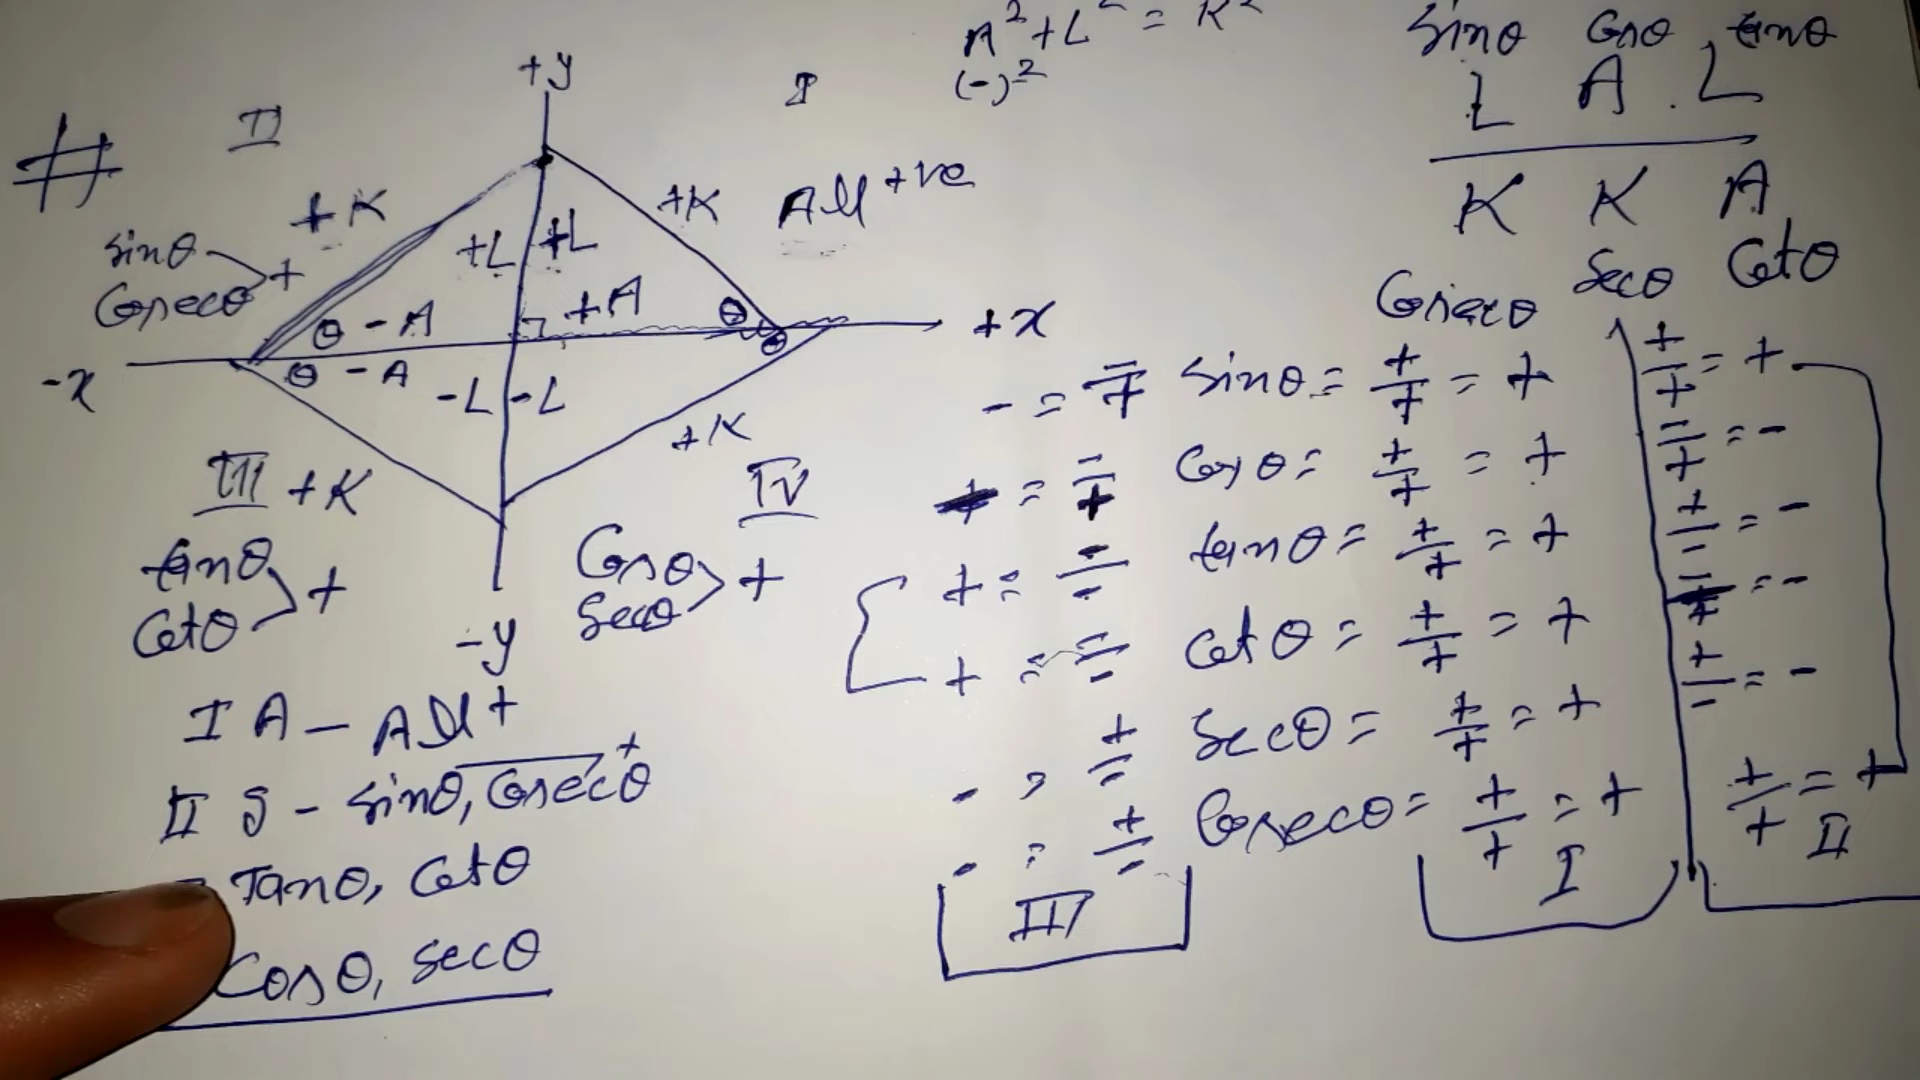 A² + L² = K²
(-)²
sinθ cosθ tanθ
L A L
K K A
cosecθ secθ cotθ
#
II
I
+y
+K
+K
All +ve
sinθ
cosecθ
+
+L +L
θ -A
+A
θ
θ
-x
+x
θ -A
-L -L
+K
III +K
IV
tanθ
cotθ
+
cosθ
secθ
+
-y
I A - All +
II S - sinθ, cosecθ +
Tanθ, cotθ
Cosθ, secθ
- = -/+ sinθ = +/+ = + +/+ = +
= -/+ cosθ = +/+ = + -/+ = -
+ = -/- tanθ = +/+ = + +/- = -
+ = -/- cotθ = +/+ = + = -
- = +/- secθ = +/+ = + +/- = -
- = +/- cosecθ = +/+ = + +/+ = +
III I II